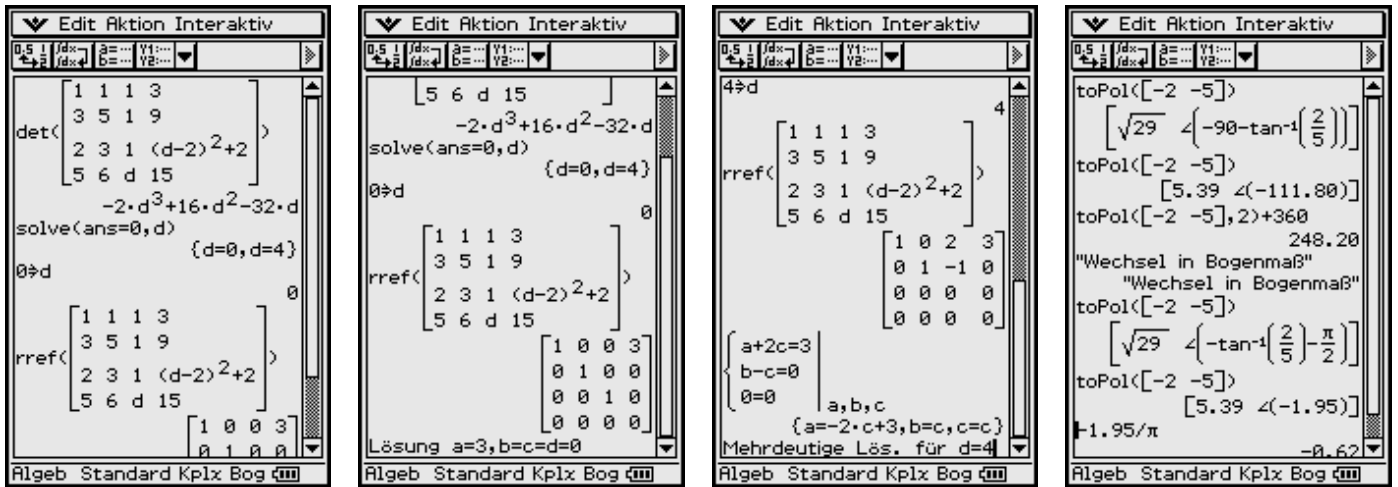 Edit Aktion Interaktiv
det([1 1 1 3
3 5 1 9
2 3 1 (d-2)^2+2
5 6 d 15])
-2·d^3+16·d^2-32·d
solve(ans=0,d)
{d=0,d=4}
0⇒d
0
rref([1 1 1 3
3 5 1 9
2 3 1 (d-2)^2+2
5 6 d 15])
[1 0 0 3
0 1 0 0
Algeb Standard Kplx Bog
Edit Aktion Interaktiv
5 6 d 15]
-2·d^3+16·d^2-32·d
solve(ans=0,d)
{d=0,d=4}
0⇒d
0
rref([1 1 1 3
3 5 1 9
2 3 1 (d-2)^2+2
5 6 d 15])
[1 0 0 3
0 1 0 0
0 0 1 0
0 0 0 0]
Lösung a=3,b=c=d=0
Algeb Standard Kplx Bog
Edit Aktion Interaktiv
4⇒d
4
rref([1 1 1 3
3 5 1 9
2 3 1 (d-2)^2+2
5 6 d 15])
[1 0 2 3
0 1 -1 0
0 0 0 0
0 0 0 0]
{a+2c=3
b-c=0
0=0|a,b,c
{a=-2·c+3,b=c,c=c}
Mehrdeutige Lös. für d=4
Algeb Standard Kplx Bog
Edit Aktion Interaktiv
toPol([-2 -5])
[√29 ∠(-90-tan⁻¹(2/5))]
toPol([-2 -5])
[5.39 ∠(-111.80)]
toPol([-2 -5],2)+360
248.20
"Wechsel in Bogenmaß"
"Wechsel in Bogenmaß"
toPol([-2 -5])
[√29 ∠(-tan⁻¹(2/5)-π/2)]
toPol([-2 -5])
[5.39 ∠(-1.95)]
-1.95/π
-0.62
Algeb Standard Kplx Bog